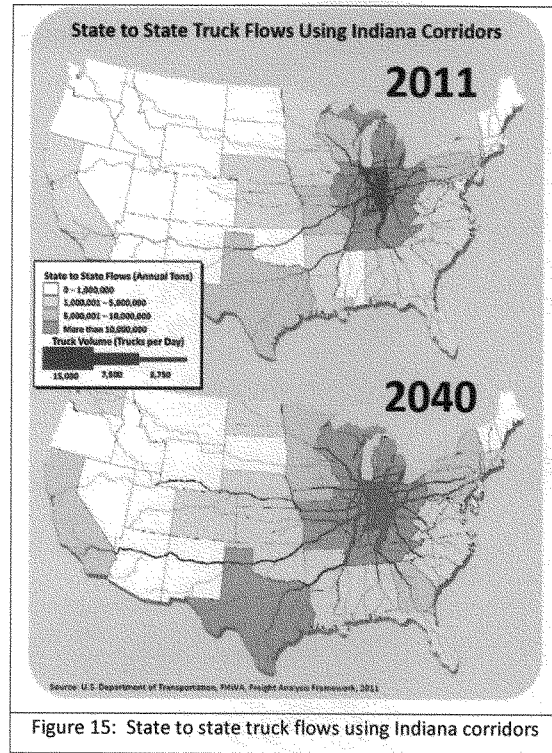 State to State Truck Flows Using Indiana Corridors
2011
State to State Flows (Annual Tons)
0 – 1,000,000
1,000,001 – 5,000,000
5,000,001 – 10,000,000
More than 10,000,000
Truck Volume (Trucks per Day)
15,000 7,500 3,750
2040
Source: U.S. Department of Transportation, FHWA, Freight Analysis Framework, 2011
Figure 15: State to state truck flows using Indiana corridors